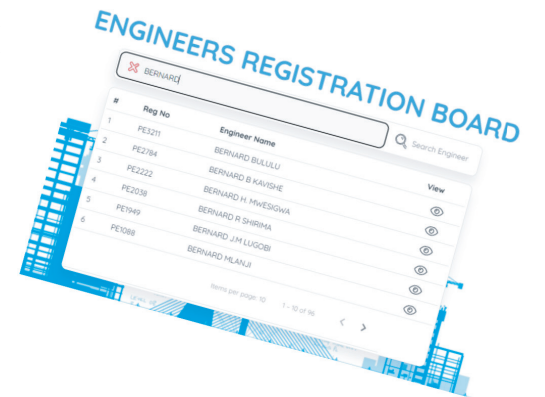 ENGINEERS REGISTRATION BOARD
BERNARD
Search Engineer
# Reg No Engineer Name View
1 PE3211 BERNARD BULULU
2 PE2784 BERNARD B KAVISHE
3 PE2222 BERNARD H. MWESIGWA
4 PE2038 BERNARD R SHIRIMA
5 PE1949 BERNARD J.M LUGOBI
6 PE1088 BERNARD MLANJI
Items per page: 10 1 - 10 of 16